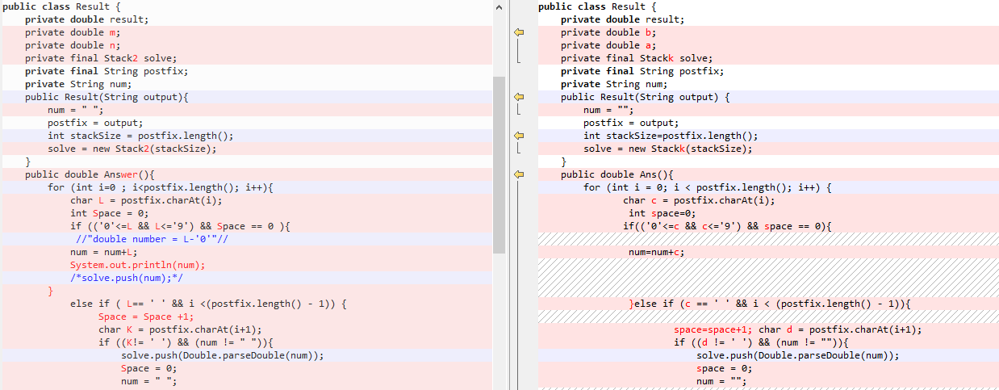 public class Result {
private double result;
private double m;
private double n;
private final Stack2 solve;
private final String postfix;
private String num;
public Result(String output){
num = " ";
postfix = output;
int stackSize = postfix.length();
solve = new Stack2(stackSize);
}
public double Answer(){
for (int i=0 ; i<postfix.length(); i++){
char L = postfix.charAt(i);
int Space = 0;
if (('0'<=L && L<='9') && Space == 0 ){
//"double number = L-'0'"//
num = num+L;
System.out.println(num);
/*solve.push(num);*/
}
else if ( L== ' ' && i <(postfix.length() - 1)) {
Space = Space +1;
char K = postfix.charAt(i+1);
if ((K!= ' ') && (num != " ")){
solve.push(Double.parseDouble(num));
Space = 0;
num = " ";
public class Result {
private double result;
private double b;
private double a;
private final Stackk solve;
private final String postfix;
private String num;
public Result(String output) {
num = "";
postfix = output;
int stackSize=postfix.length();
solve = new Stackk(stackSize);
}
public double Ans(){
for (int i = 0; i < postfix.length(); i++) {
char c = postfix.charAt(i);
int space=0;
if(('0'<=c && c<='9') && space == 0){
num=num+c;
}else if (c == ' ' && i < (postfix.length() - 1)){
space=space+1; char d = postfix.charAt(i+1);
if ((d != ' ') && (num != "")){
solve.push(Double.parseDouble(num));
space = 0;
num = "";